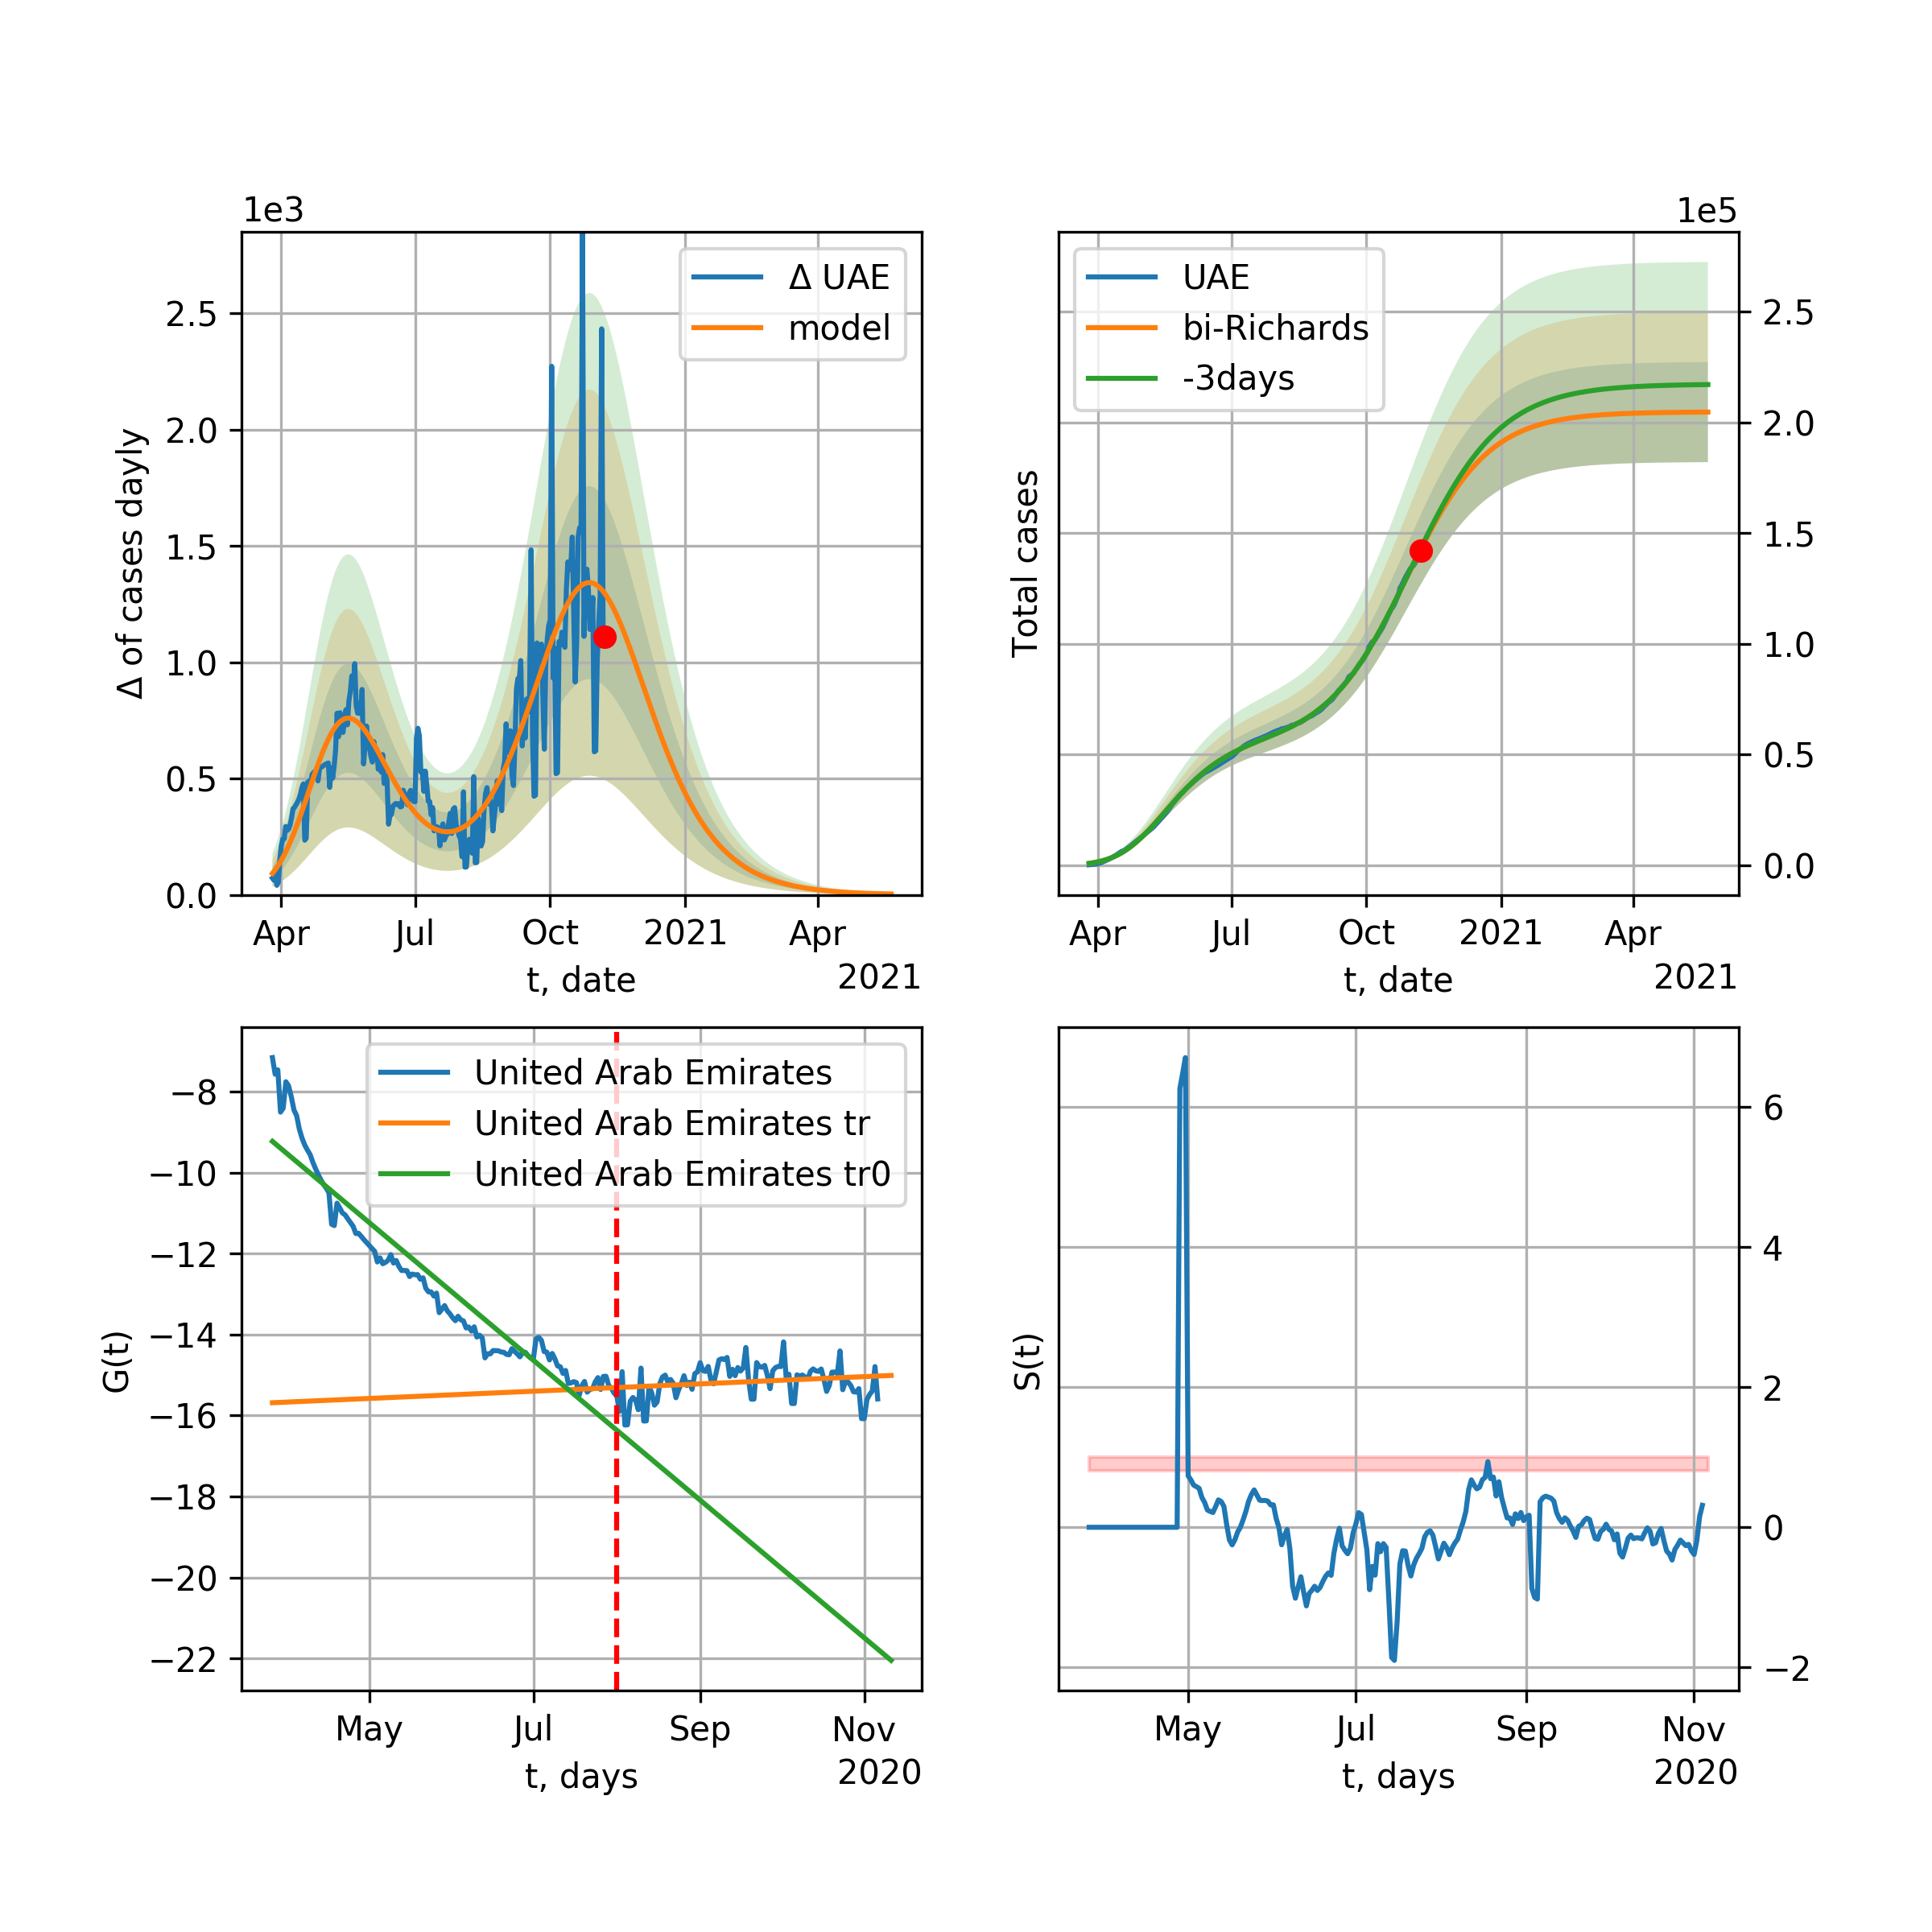 1e3
Δ of cases dayly
2.5
2.0
1.5
1.0
0.5
0.0
Δ UAE
model
Apr Jul Oct 2021 Apr
t, date
2021
1e5
Total cases
UAE
bi-Richards
-3days
2.5
2.0
1.5
1.0
0.5
0.0
Apr Jul Oct 2021 Apr
t, date
2021
G(t)
−8
−10
−12
−14
−16
−18
−20
−22
United Arab Emirates
United Arab Emirates tr
United Arab Emirates tr0
May Jul Sep Nov
t, days
2020
S(t)
6
4
2
0
−2
May Jul Sep Nov
t, days
2020